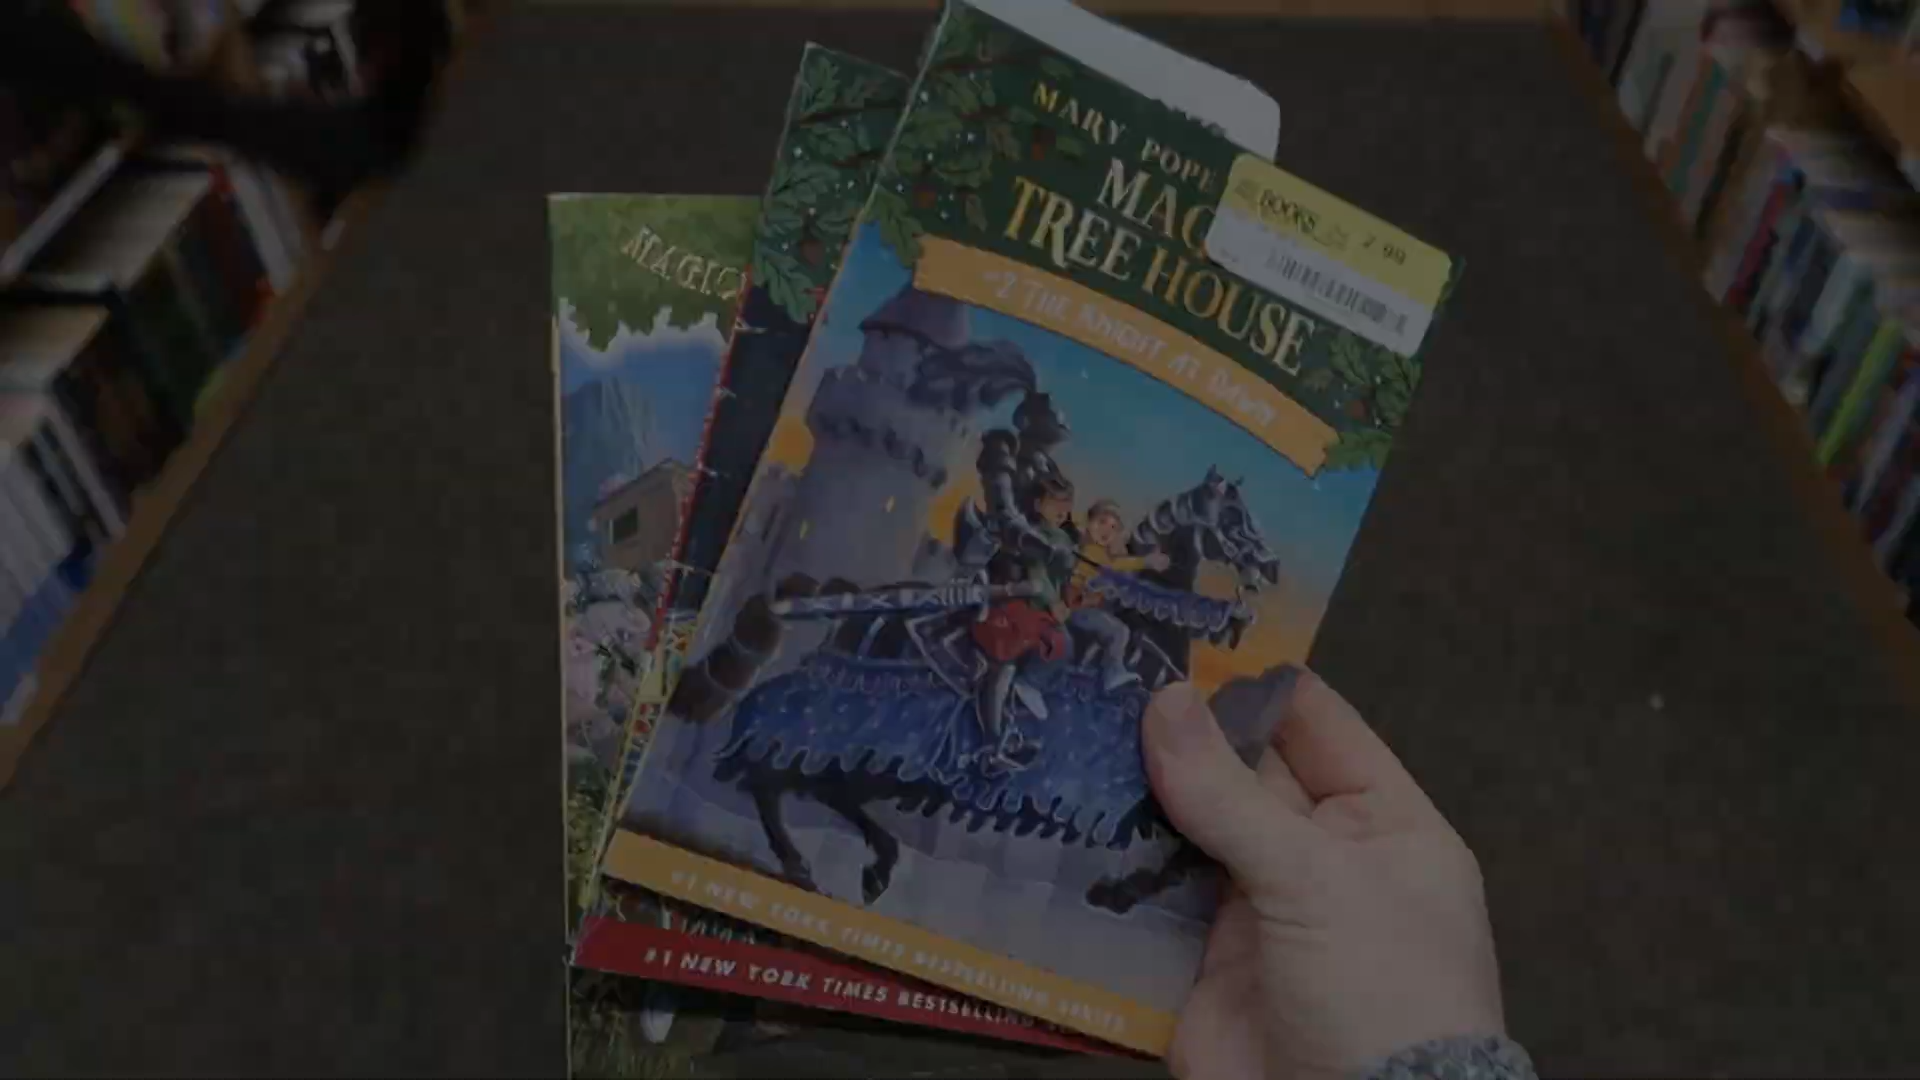 MARY POPE
MAG
TREE HOUSE
#2 THE KNIGHT AT DAWN
BOOKS
7.99
MAGIC
#1 NEW YORK TIMES BESTSELLING SERIES
#1 NEW YORK TIMES BESTSELLING